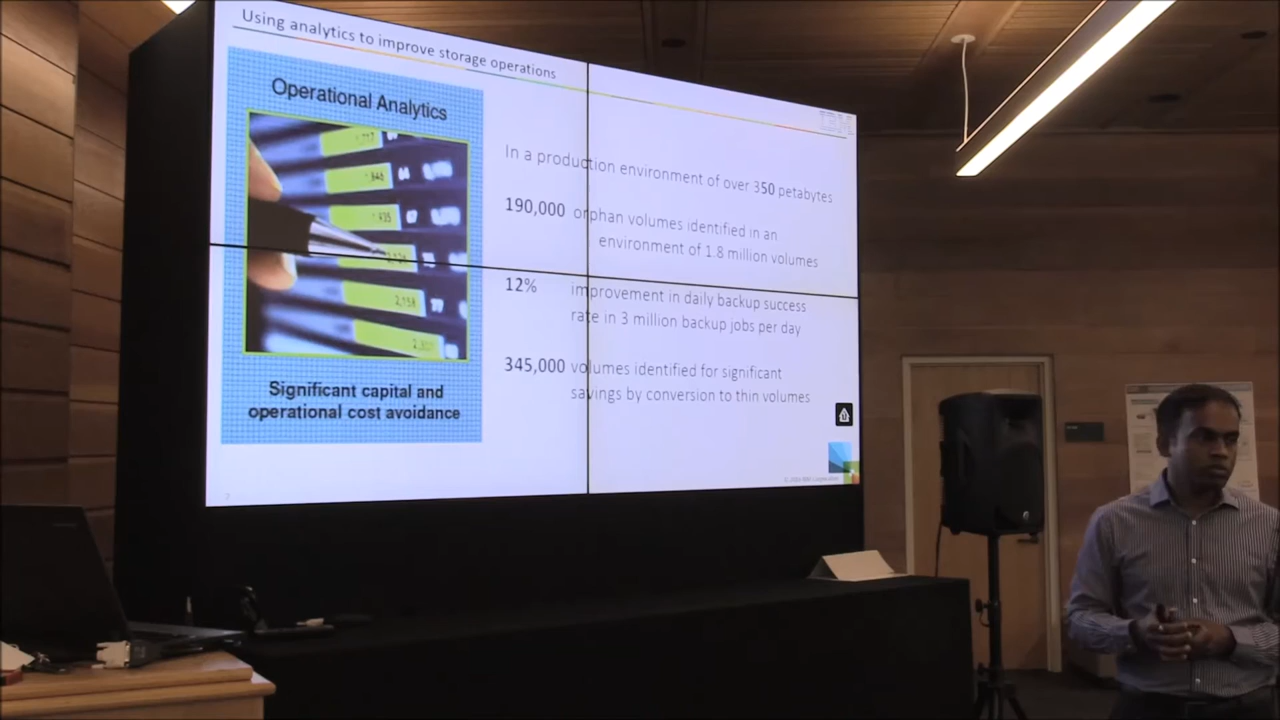 Using analytics to improve storage operations
Operational Analytics
Significant capital and
operational cost avoidance
In a production environment of over 350 petabytes
190,000 orphan volumes identified in an
environment of 1.8 million volumes
12% improvement in daily backup success
rate in 3 million backup jobs per day
345,000 volumes identified for significant
savings by conversion to thin volumes
7